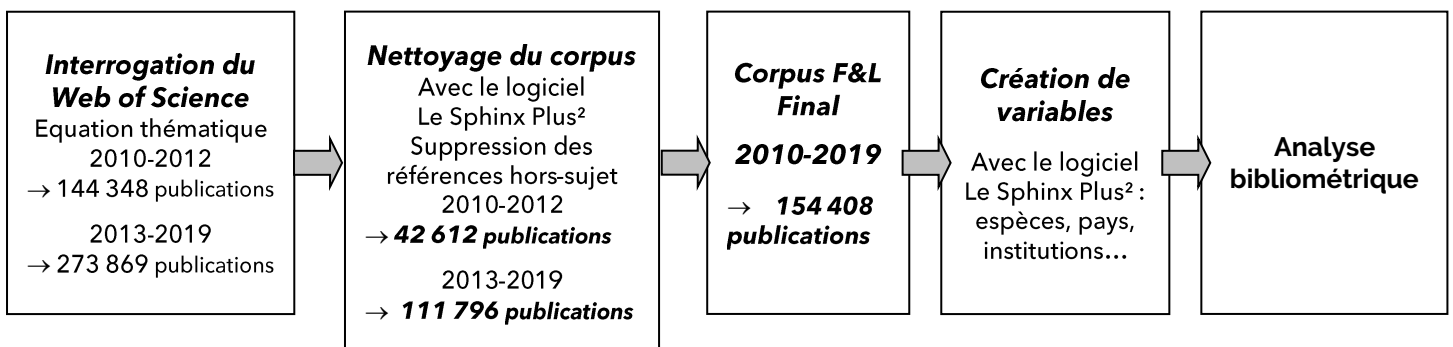 Interrogation du
Web of Science
Equation thématique
2010-2012
→ 144 348 publications
2013-2019
→ 273 869 publications
Nettoyage du corpus
Avec le logiciel
Le Sphinx Plus²
Suppression des
références hors-sujet
2010-2012
→ 42 612 publications
2013-2019
→ 111 796 publications
Corpus F&L
Final
2010-2019
→ 154 408
publications
Création de
variables
Avec le logiciel
Le Sphinx Plus² :
espèces, pays,
institutions…
Analyse
bibliométrique